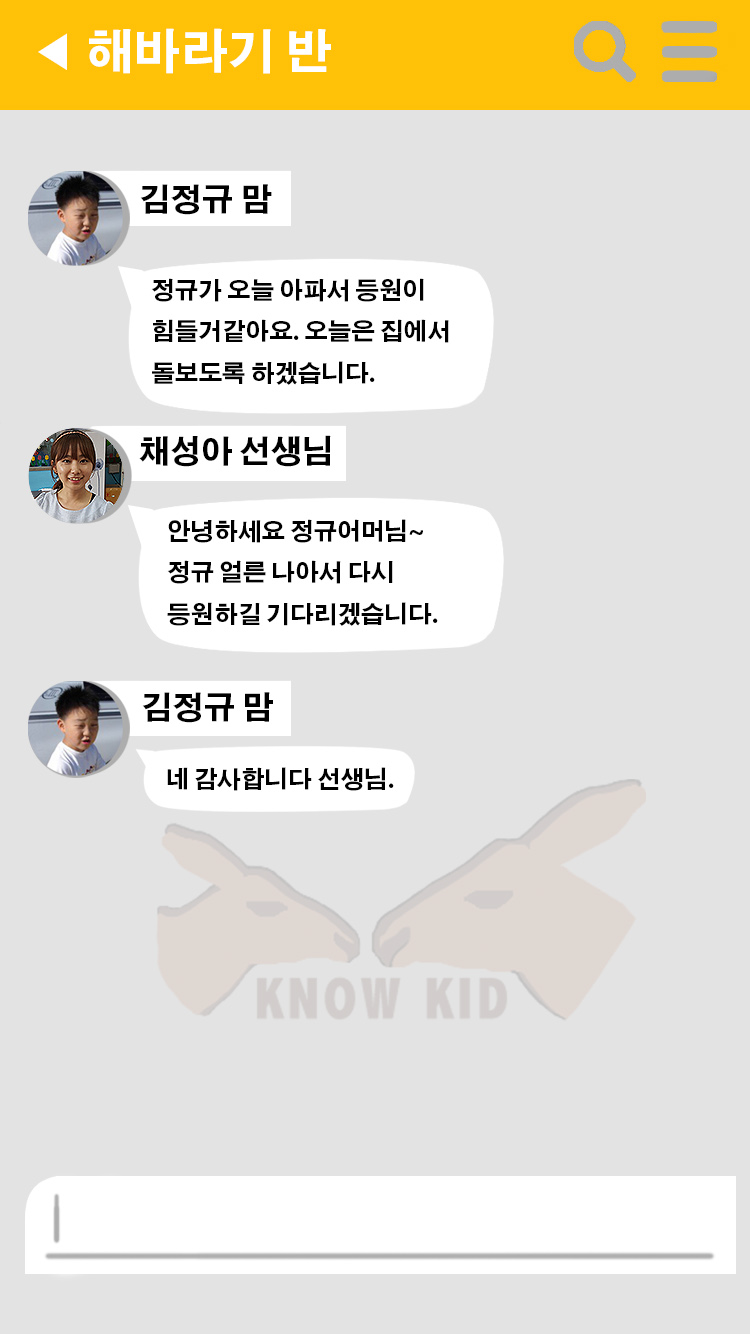 해바라기 반
김정규 맘
정규가 오늘 아파서 등원이
힘들거같아요. 오늘은 집에서
돌보도록 하겠습니다.
채성아 선생님
안녕하세요 정규어머님~
정규 얼른 나아서 다시
등원하길 기다리겠습니다.
김정규 맘
네 감사합니다 선생님.
KNOW KID